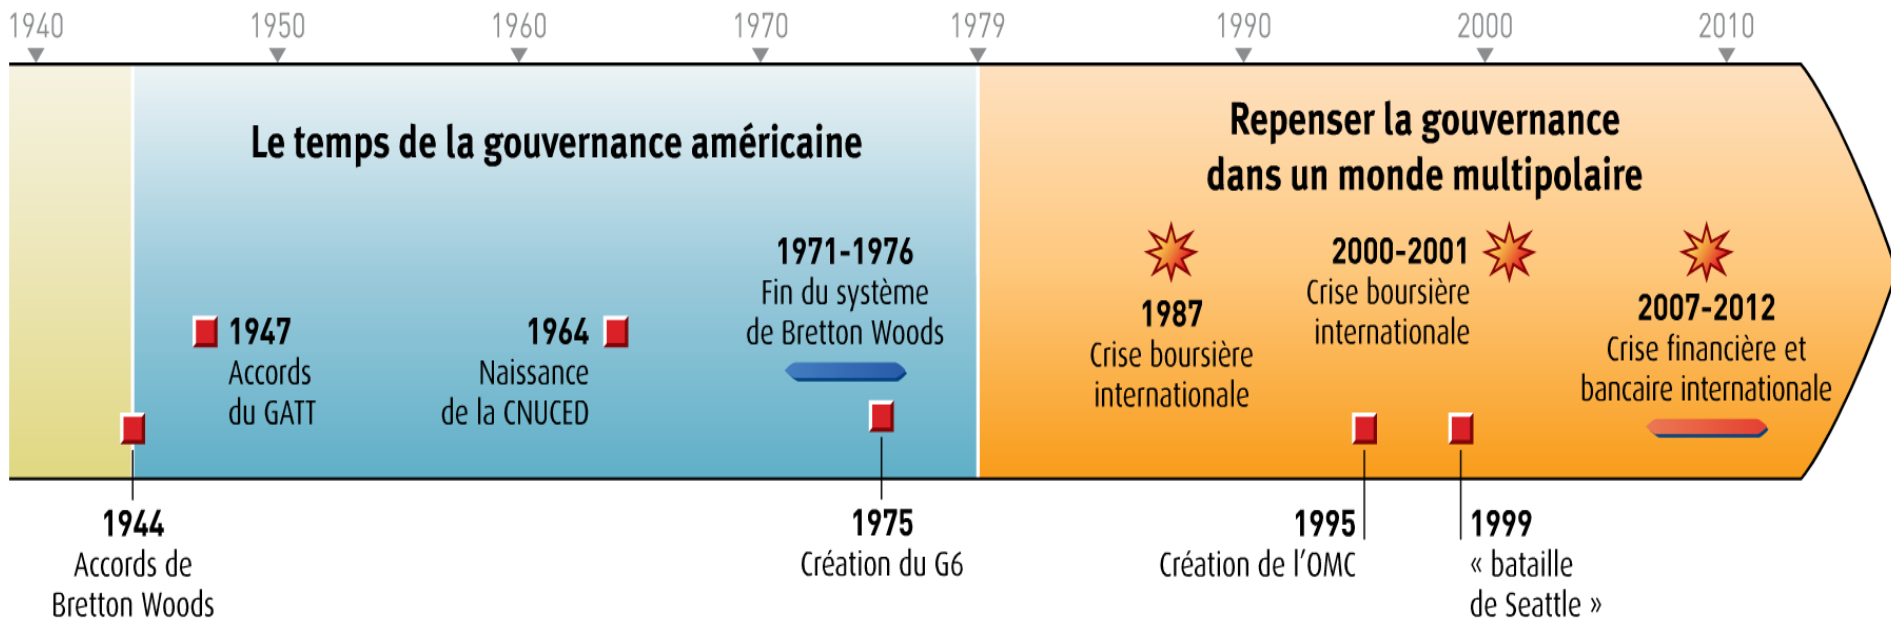 1940
1950
1960
1970
1979
1990
2000
2010
Le temps de la gouvernance américaine
Repenser la gouvernance
dans un monde multipolaire
1947
Accords
du GATT
1964
Naissance
de la CNUCED
1971-1976
Fin du système
de Bretton Woods
1987
Crise boursière
internationale
2000-2001
Crise boursière
internationale
2007-2012
Crise financière et
bancaire internationale
1944
Accords de
Bretton Woods
1975
Création du G6
1995
Création de l'OMC
1999
« bataille
de Seattle »